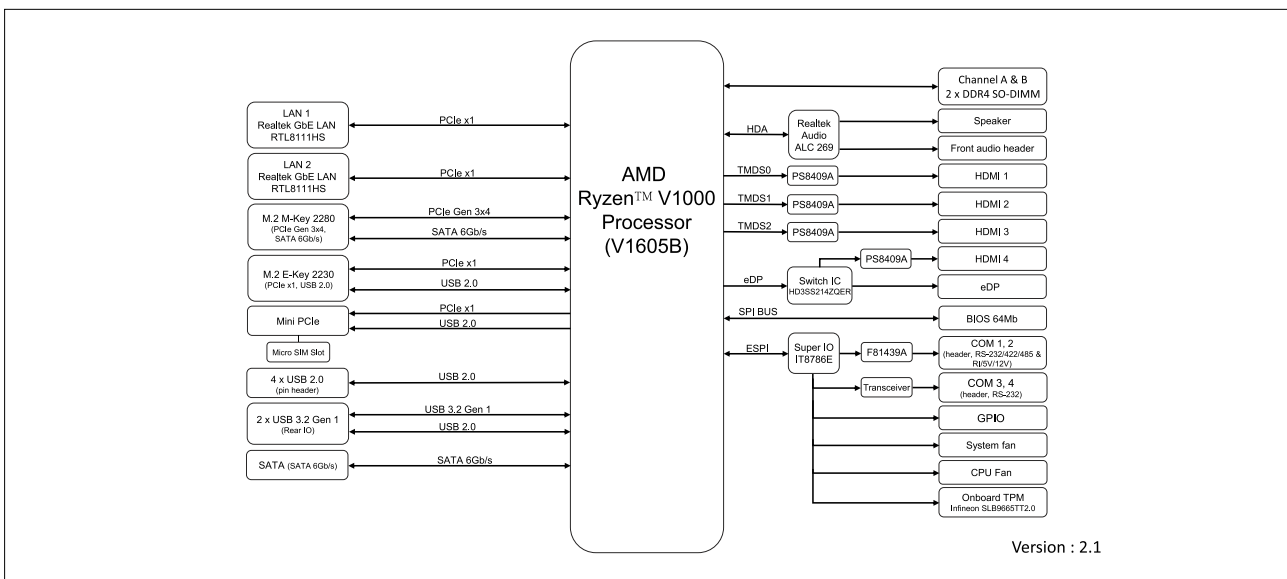 LAN 1
Realtek GbE LAN
RTL8111HS
PCIe x1
LAN 2
Realtek GbE LAN
RTL8111HS
PCIe x1
M.2 M-Key 2280
(PCIe Gen 3x4,
SATA 6Gb/s)
PCIe Gen 3x4
SATA 6Gb/s
M.2 E-Key 2230
(PCIe x1, USB 2.0)
PCIe x1
USB 2.0
Mini PCIe
PCIe x1
USB 2.0
Micro SIM Slot
4 x USB 2.0
(pin header)
USB 2.0
2 x USB 3.2 Gen 1
(Rear IO)
USB 3.2 Gen 1
USB 2.0
SATA (SATA 6Gb/s)
SATA 6Gb/s
AMD
Ryzen™ V1000
Processor
(V1605B)
Channel A & B
2 x DDR4 SO-DIMM
HDA
Realtek
Audio
ALC 269
Speaker
Front audio header
TMDS0
PS8409A
HDMI 1
TMDS1
PS8409A
HDMI 2
TMDS2
PS8409A
HDMI 3
PS8409A
HDMI 4
eDP
Switch IC
HD3SS214ZQER
eDP
SPI BUS
BIOS 64Mb
ESPI
Super IO
IT8786E
F81439A
COM 1, 2
(header, RS-232/422/485 &
RI/5V/12V)
Transceiver
COM 3, 4
(header, RS-232)
GPIO
System fan
CPU Fan
Onboard TPM
Infineon SLB9665TT2.0
Version : 2.1